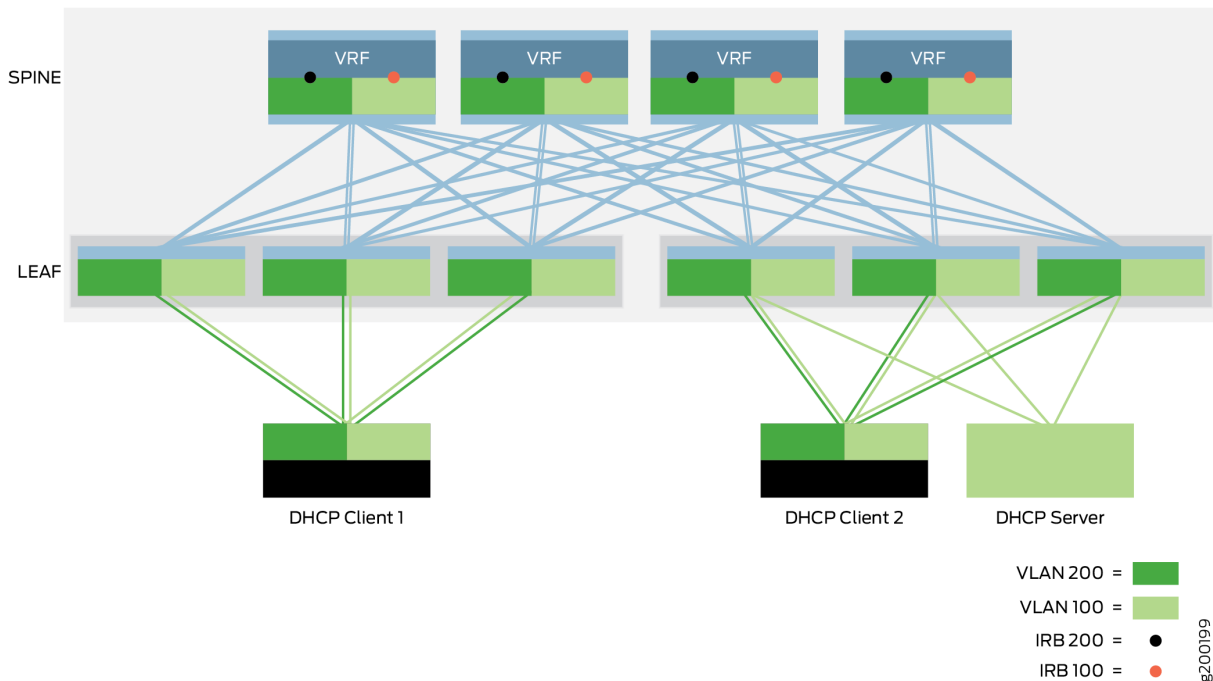 SPINE
VRF
VRF
VRF
VRF
LEAF
DHCP Client 1
DHCP Client 2
DHCP Server
VLAN 200 =
VLAN 100 =
IRB 200 =
IRB 100 =
g200199